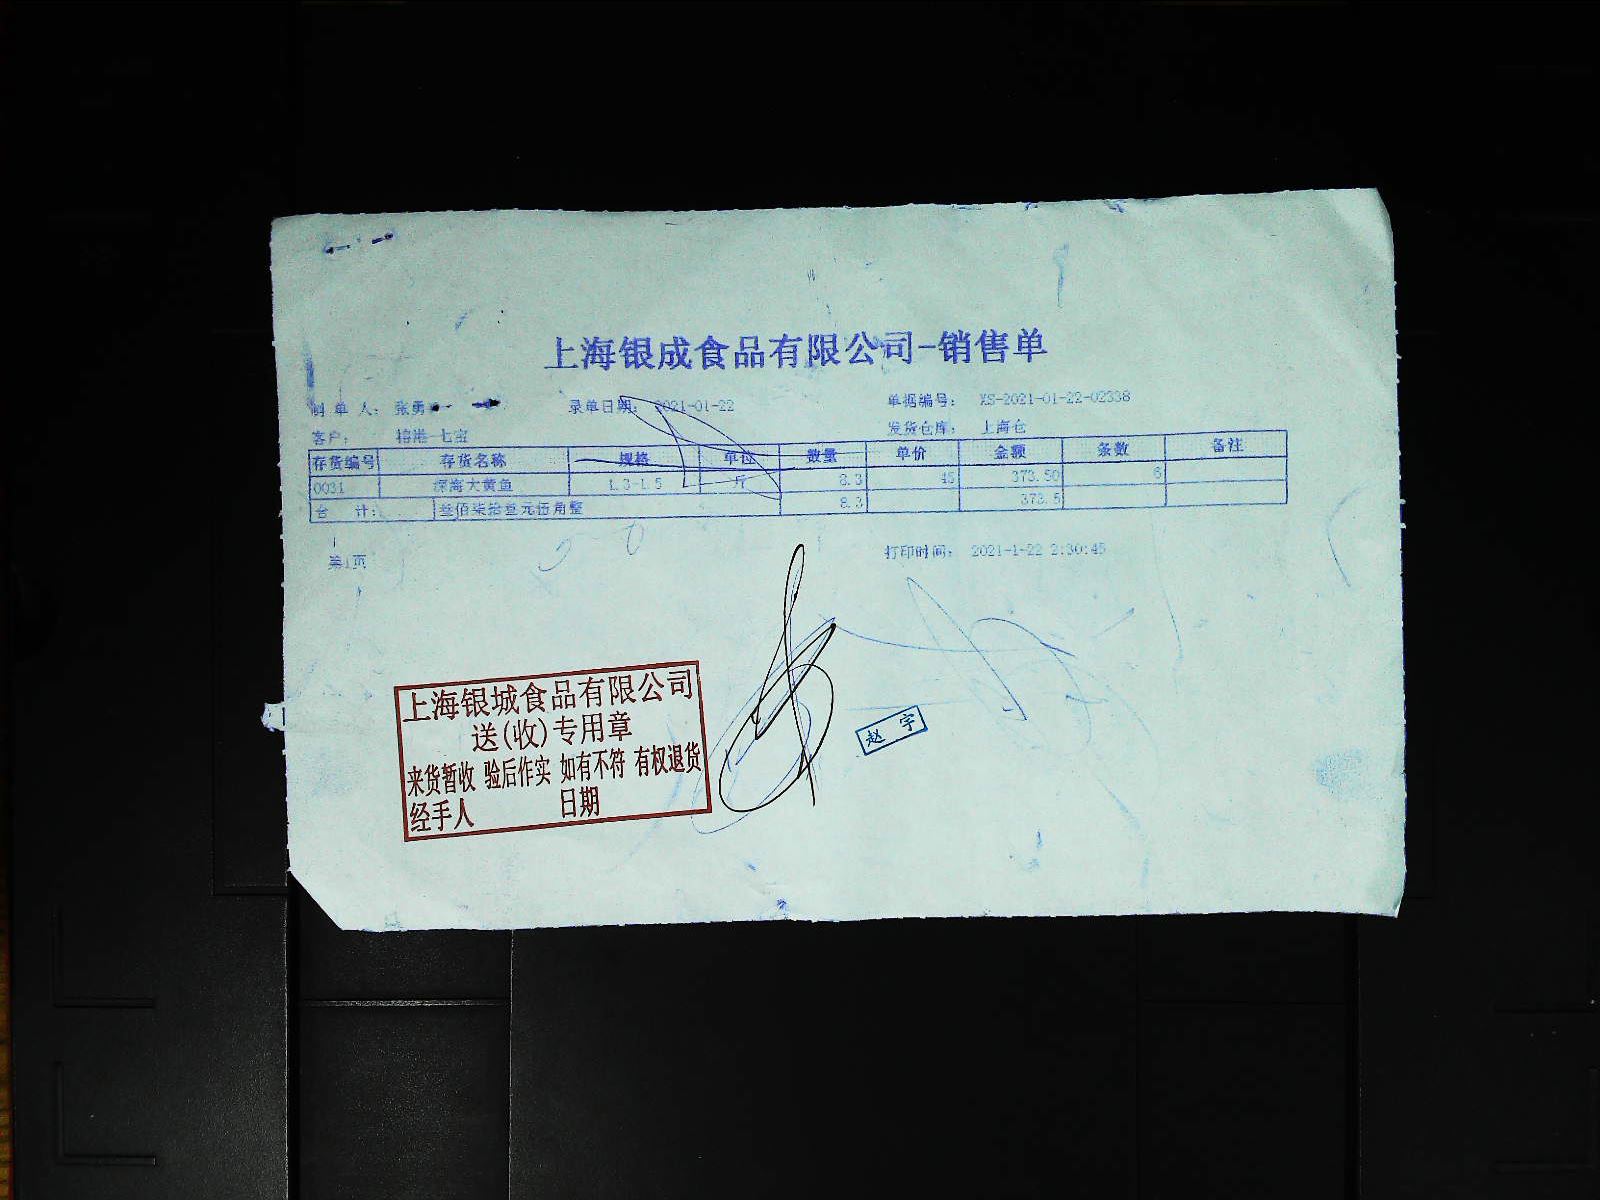 上海银成食品有限公司-销售单
制 单 人: 张勇 录单日期: 2021-01-22 单据编号: XS-2021-01-22-02338
客户: 七宝 发货仓库: 上海仓
存货编号 存货名称 规格 单位 数量 单价 金额 条数 备注
0031 深海大黄鱼 1.3-1.5 斤 8.3 45 373.50 6
合 计: 叁佰柒拾叁元伍角整 8.3 373.5
第1页 打印时间: 2021-1-22 2:30:45
上海银城食品有限公司
送(收)专用章
来货暂收 验后作实 如有不符 有权退货
经手人 日期
赵宇